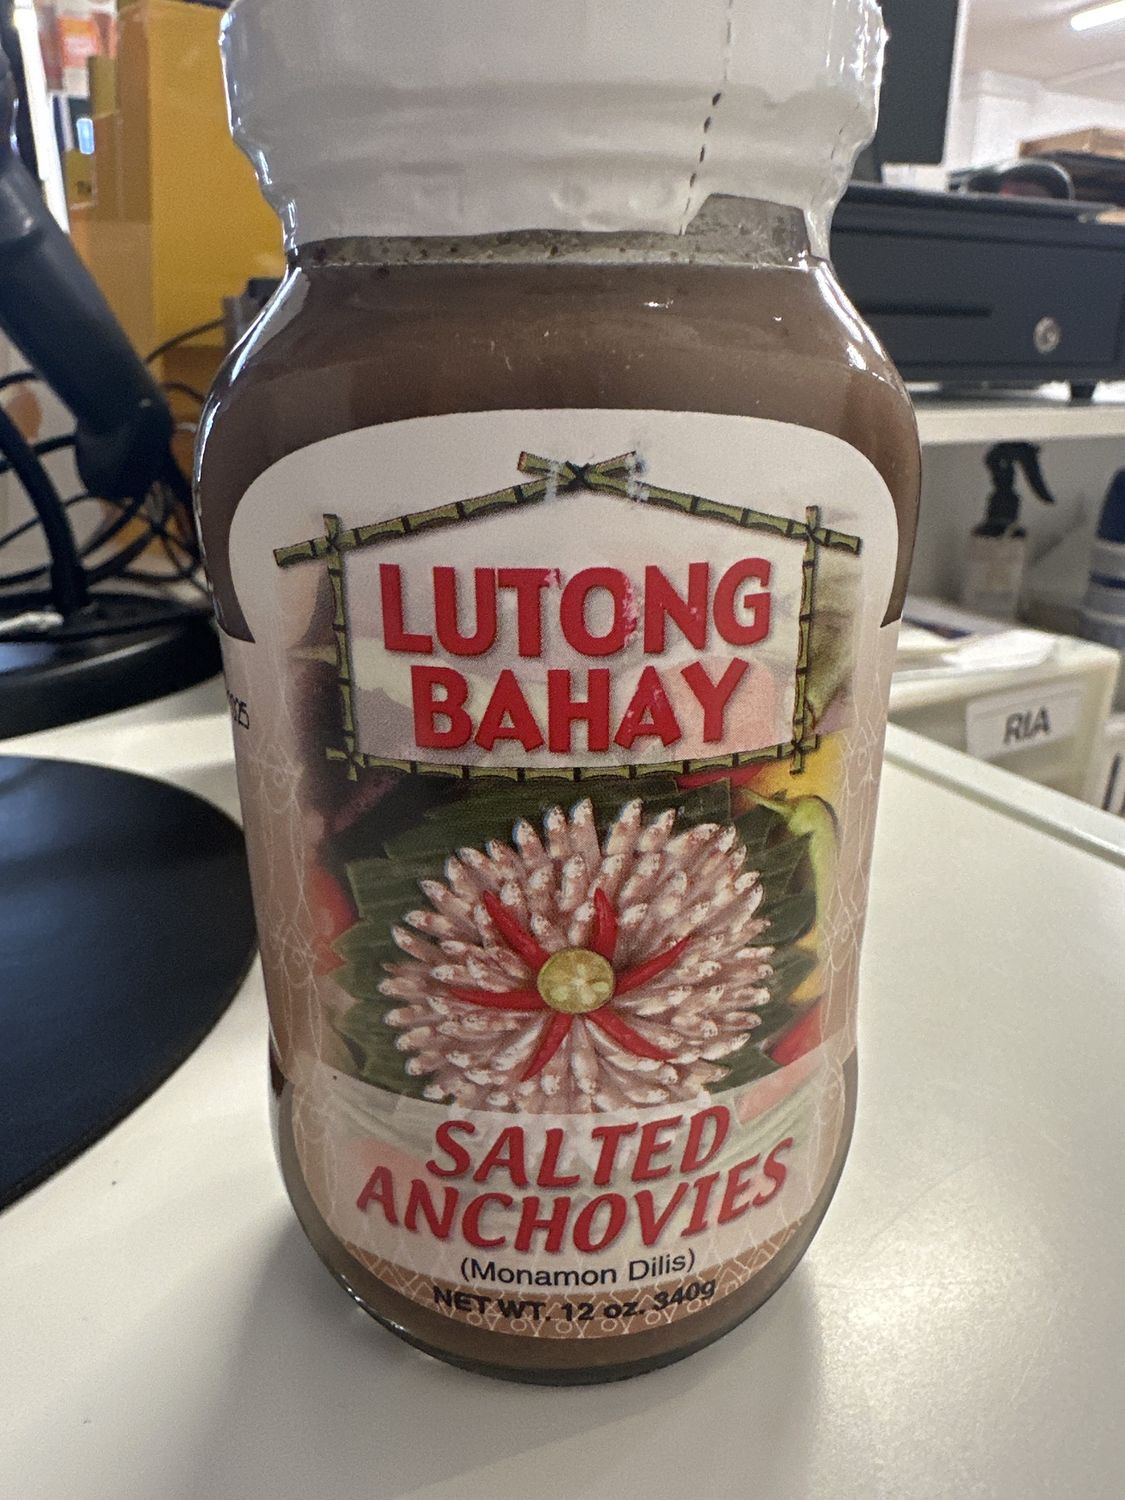 LUTONG
BAHAY
SALTED
ANCHOVIES
(Monamon Dilis)
NET WT. 12 oz. 340g
RIA